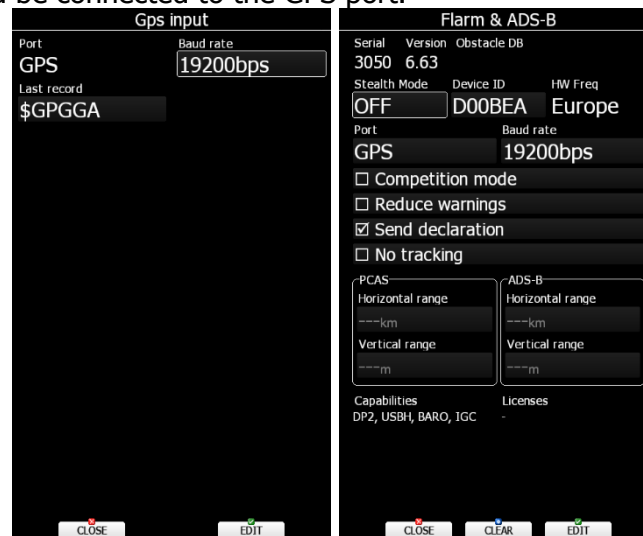 be connected to the GPS port.
Gps input
Port Baud rate
GPS 19200bps
Last record
$GPGGA
CLOSE EDIT
Flarm & ADS-B
Serial Version Obstacle DB
3050 6.63
Stealth Mode Device ID HW Freq
OFF D00BEA Europe
Port Baud rate
GPS 19200bps
Competition mode
Reduce warnings
Send declaration
No tracking
PCAS ADS-B
Horizontal range Horizontal range
---km ---km
Vertical range Vertical range
---m ---m
Capabilities Licenses
DP2, USBH, BARO, IGC -
CLOSE CLEAR EDIT